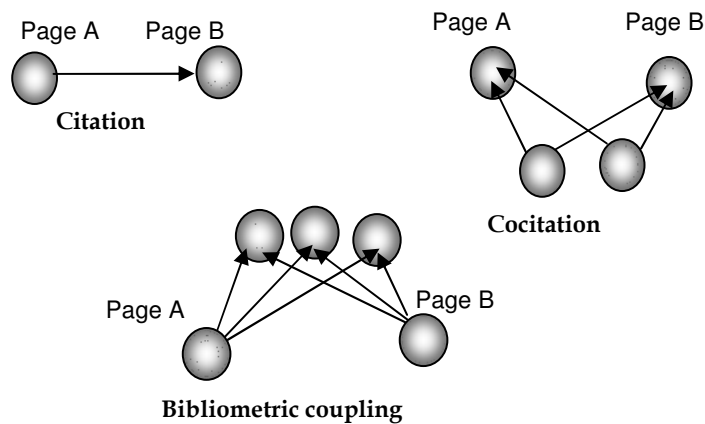 Page A Page B
Citation
Page A Page B
Cocitation
Page A Page B
Bibliometric coupling